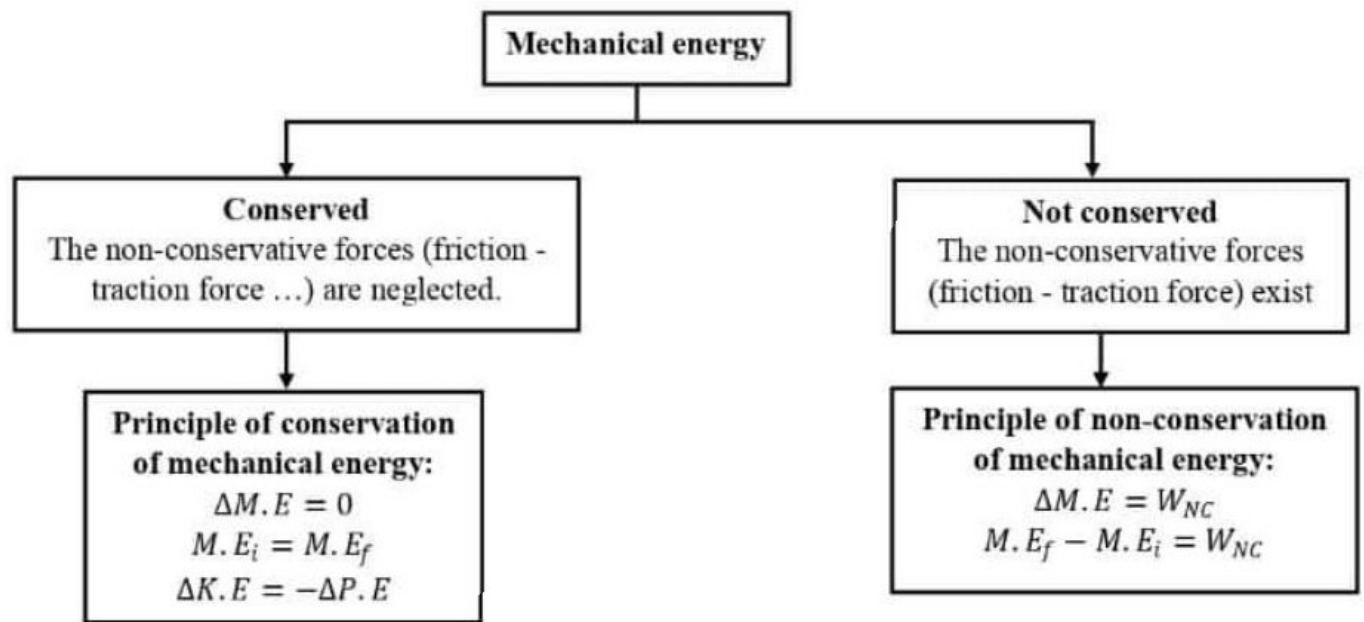 Mechanical energy
Conserved
The non-conservative forces (friction -
traction force …) are neglected.
Not conserved
The non-conservative forces
(friction - traction force) exist
Principle of conservation
of mechanical energy:
ΔM.E = 0
M.E_i = M.E_f
ΔK.E = −ΔP.E
Principle of non-conservation
of mechanical energy:
ΔM.E = W_NC
M.E_f − M.E_i = W_NC